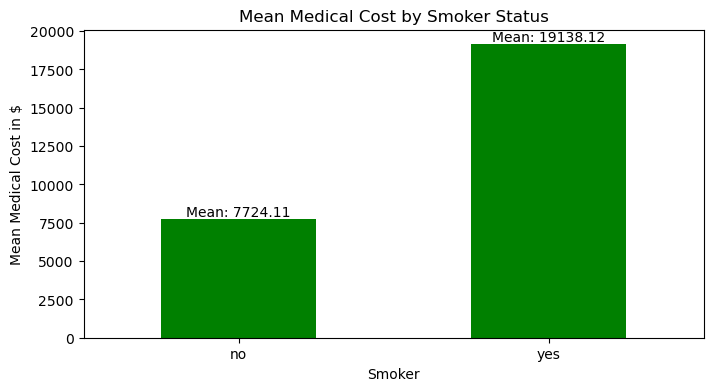 Mean Medical Cost by Smoker Status
Mean Medical Cost in $
20000
17500
15000
12500
10000
7500
5000
2500
0
Mean: 7724.11
Mean: 19138.12
no
yes
Smoker